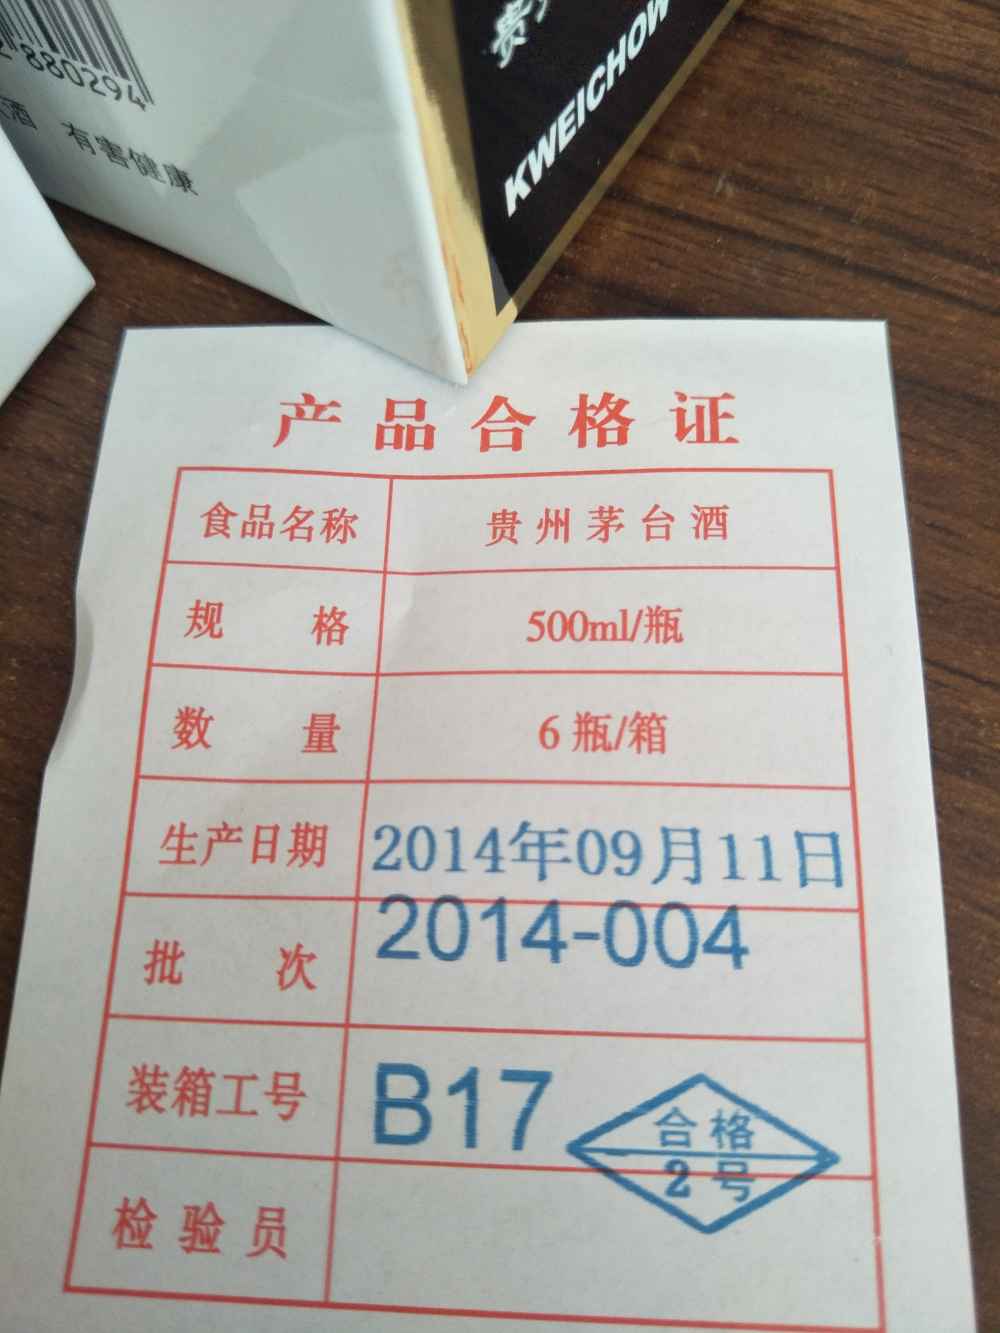 880294
酒 有害健康
贵
KWEICHOW
产品合格证
食品名称 贵州茅台酒
规格 500ml/瓶
数量 6瓶/箱
生产日期 2014年09月11日
批次 2014-004
装箱工号 B17
合格
2号
检验员